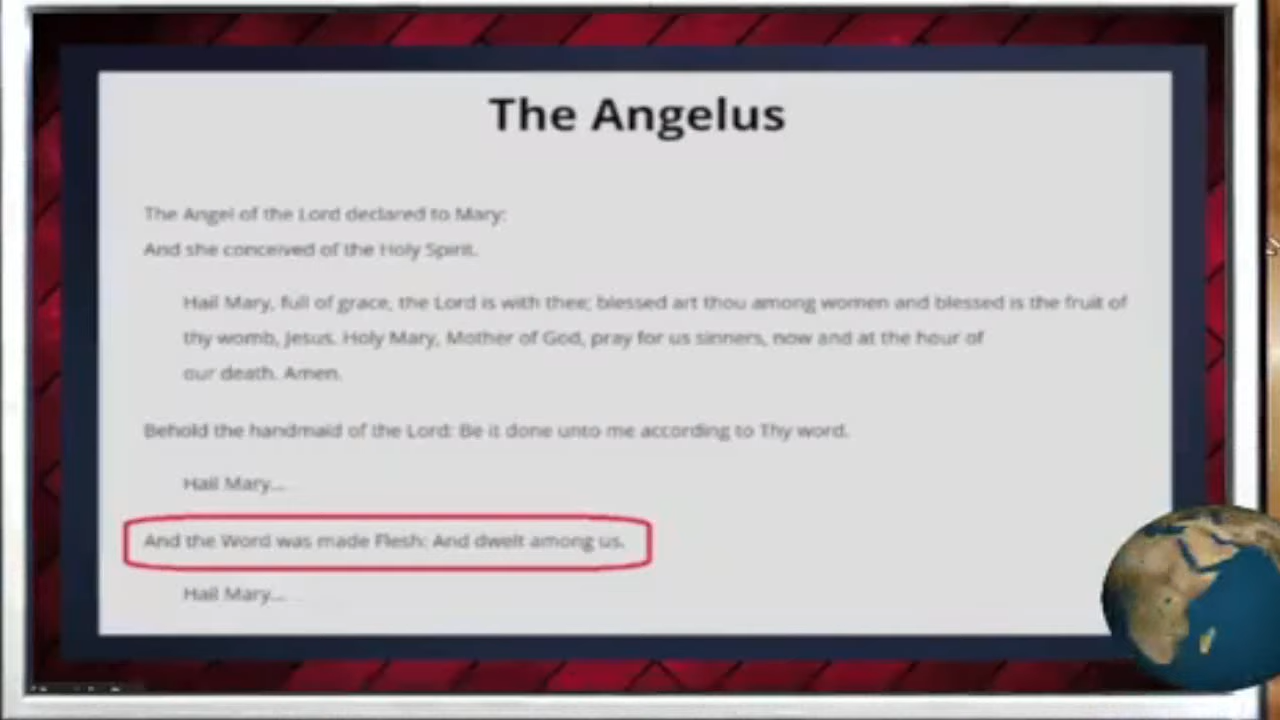 The Angelus
The Angel of the Lord declared to Mary:
And she conceived of the Holy Spirit.
Hail Mary, full of grace, the Lord is with thee; blessed art thou among women and blessed is the fruit of
thy womb, Jesus. Holy Mary, Mother of God, pray for us sinners, now and at the hour of
our death. Amen.
Behold the handmaid of the Lord: Be it done unto me according to Thy word.
Hail Mary...
And the Word was made Flesh: And dwelt among us.
Hail Mary...